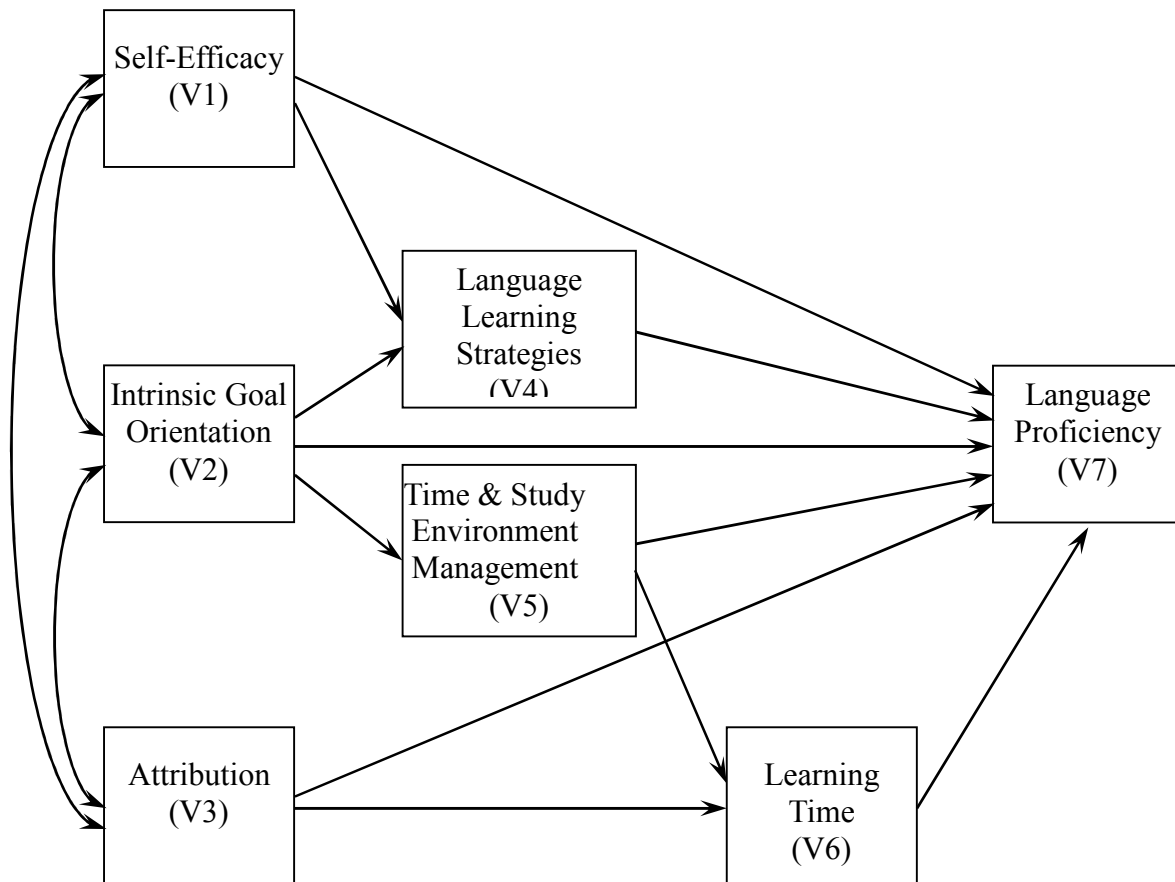 Self-Efficacy
(V1)
Language
Learning
Strategies
(V4)
Intrinsic Goal
Orientation
(V2)
Language
Proficiency
(V7)
Time & Study
Environment
Management
(V5)
Attribution
(V3)
Learning
Time
(V6)